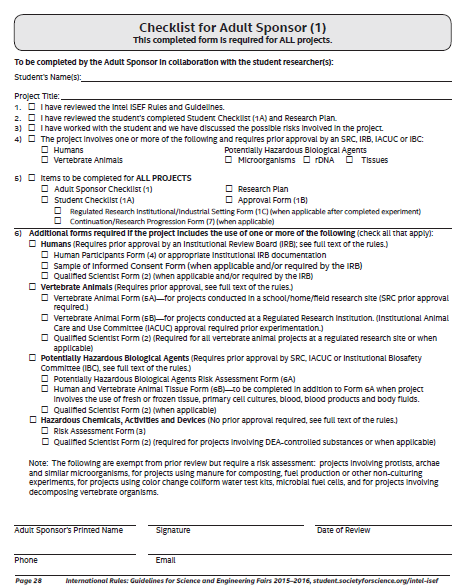 Checklist for Adult Sponsor (1)
This completed form is required for ALL projects.
To be completed by the Adult Sponsor in collaboration with the student researcher(s):
Student's Name(s):
Project Title:
1. ☐ I have reviewed the Intel ISEF Rules and Guidelines.
2. ☐ I have reviewed the student's completed Student Checklist (1A) and Research Plan.
3) ☐ I have worked with the student and we have discussed the possible risks involved in the project.
4) ☐ The project involves one or more of the following and requires prior approval by an SRC, IRB, IACUC or IBC:
☐ Humans Potentially Hazardous Biological Agents
☐ Vertebrate Animals ☐ Microorganisms ☐ rDNA ☐ Tissues
5) ☐ Items to be completed for ALL PROJECTS
☐ Adult Sponsor Checklist (1) ☐ Research Plan
☐ Student Checklist (1A) ☐ Approval Form (1B)
☐ Regulated Research Institutional/Industrial Setting Form (1C) (when applicable after completed experiment)
☐ Continuation/Research Progression Form (7) (when applicable)
6) Additional forms required if the project includes the use of one or more of the following (check all that apply):
☐ Humans (Requires prior approval by an Institutional Review Board (IRB); see full text of the rules.)
☐ Human Participants Form (4) or appropriate Institutional IRB documentation
☐ Sample of Informed Consent Form (when applicable and/or required by the IRB)
☐ Qualified Scientist Form (2) (when applicable and/or required by the IRB)
☐ Vertebrate Animals (Requires prior approval, see full text of the rules.)
☐ Vertebrate Animal Form (5A)—for projects conducted in a school/home/field research site (SRC prior approval
required.)
☐ Vertebrate Animal Form (5B)—for projects conducted at a Regulated Research Institution. (Institutional Animal
Care and Use Committee (IACUC) approval required prior experimentation.)
☐ Qualified Scientist Form (2) (Required for all vertebrate animal projects at a regulated research site or when
applicable)
☐ Potentially Hazardous Biological Agents (Requires prior approval by SRC, IACUC or Institutional Biosafety
Committee (IBC), see full text of the rules.)
☐ Potentially Hazardous Biological Agents Risk Assessment Form (6A)
☐ Human and Vertebrate Animal Tissue Form (6B)—to be completed in addition to Form 6A when project
involves the use of fresh or frozen tissue, primary cell cultures, blood, blood products and body fluids.
☐ Qualified Scientist Form (2) (when applicable)
☐ Hazardous Chemicals, Activities and Devices (No prior approval required, see full text of the rules.)
☐ Risk Assessment Form (3)
☐ Qualified Scientist Form (2) (required for projects involving DEA-controlled substances or when applicable)
Note: The following are exempt from prior review but require a risk assessment: projects involving protists, archae
and similar microorganisms, for projects using manure for composting, fuel production or other non-culturing
experiments, for projects using color change coliform water test kits, microbial fuel cells, and for projects involving
decomposing vertebrate organisms.
Adult Sponsor's Printed Name Signature Date of Review
Phone Email
Page 28 International Rules: Guidelines for Science and Engineering Fairs 2015–2016, student.societyforscience.org/intel-isef